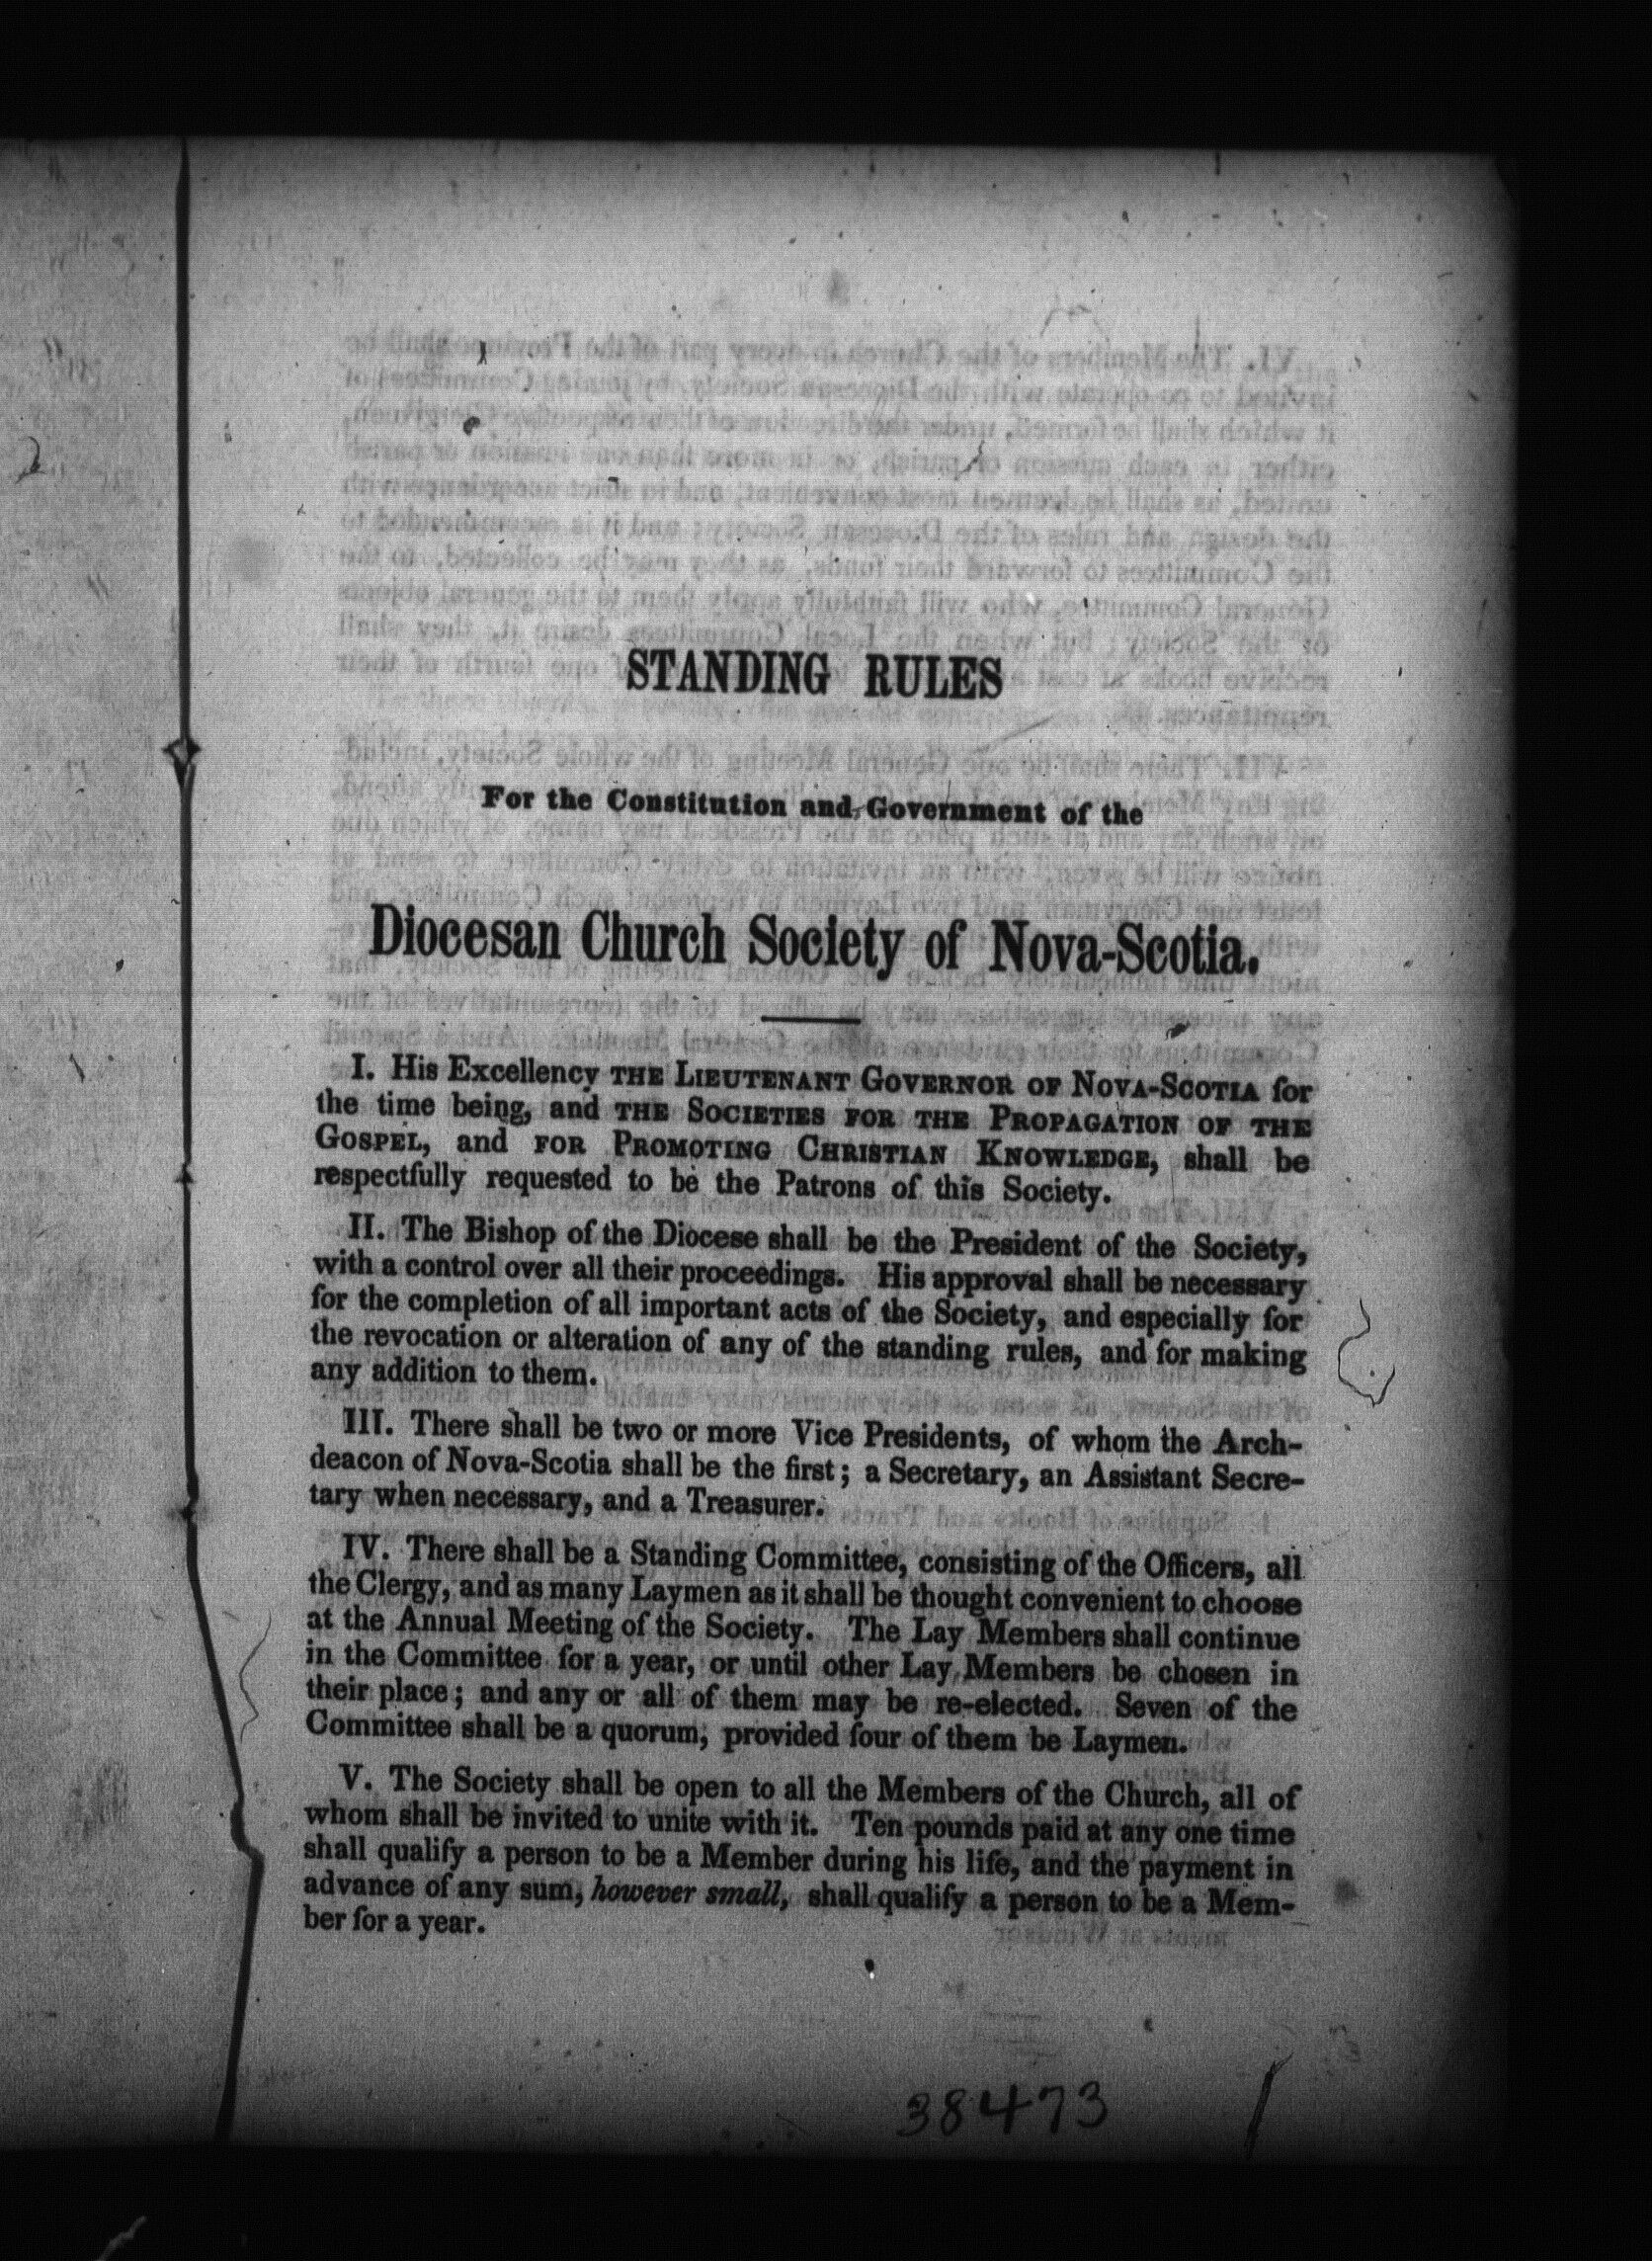 STANDING RULES
For the Constitution and Government of the
Diocesan Church Society of Nova-Scotia.
I. His Excellency THE LIEUTENANT GOVERNOR OF NOVA-SCOTIA for
the time being, and THE SOCIETIES FOR THE PROPAGATION OF THE
GOSPEL, and FOR PROMOTING CHRISTIAN KNOWLEDGE, shall be
respectfully requested to be the Patrons of this Society.
II. The Bishop of the Diocese shall be the President of the Society,
with a control over all their proceedings. His approval shall be necessary
for the completion of all important acts of the Society, and especially for
the revocation or alteration of any of the standing rules, and for making
any addition to them.
III. There shall be two or more Vice Presidents, of whom the Arch-
deacon of Nova-Scotia shall be the first; a Secretary, an Assistant Secre-
tary when necessary, and a Treasurer.
IV. There shall be a Standing Committee, consisting of the Officers, all
the Clergy, and as many Laymen as it shall be thought convenient to choose
at the Annual Meeting of the Society. The Lay Members shall continue
in the Committee for a year, or until other Lay Members be chosen in
their place; and any or all of them may be re-elected. Seven of the
Committee shall be a quorum, provided four of them be Laymen.
V. The Society shall be open to all the Members of the Church, all of
whom shall be invited to unite with it. Ten pounds paid at any one time
shall qualify a person to be a Member during his life, and the payment in
advance of any sum, however small, shall qualify a person to be a Mem-
ber for a year.
38473